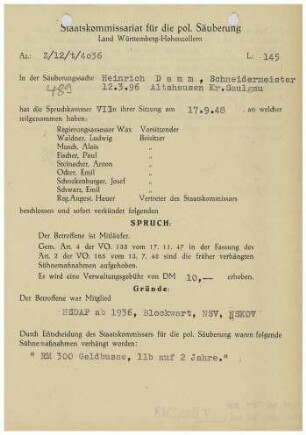 Staatskommissariat für die pol. Säuberung
Land Württemberg-Hohenzollern
Az.: 2/12/t/4036 L. 145
In der Säuberungssache Heinrich Damm, Schneidermeister
489 12.3.96 Altshausen Kr.Saulgau
hat die Spruchkammer VIII in ihrer Sitzung am 17.9.48 an welcher
teilgenommen haben:
Regierungsassessor Wax Vorsitzender
Waldner, Ludwig Beisitzer
Musch, Alois "
Fischer, Paul "
Steinacher, Anton "
Odter, Emil "
Schnekenburger, Josef "
Schwarz, Emil "
Reg.Angest. Heuer Vertreter des Staatskommissars
beschlossen und sofort verkündet folgenden
SPRUCH:
Der Betroffene ist Mitläufer.
Gem. Art. 4 der VO. 133 vom 17. 11. 47 in der Fassung des
Art. 2 der VO. 165 vom 13. 7. 48 sind die früher verhängten
Sühnemaßnahmen aufgehoben.
Es wird eine Verwaltungsgebühr von DM 10,— erhoben.
Gründe:
Der Betroffene war Mitglied
NSDAP ab 1936, Blockwart, NSV, NSKOV
Durch Entscheidung des Staatskommissars für die pol. Säuberung waren folgende
Sühnemaßnahmen verhängt worden:
" RM 300 Geldbusse, 11b auf 2 Jahre."